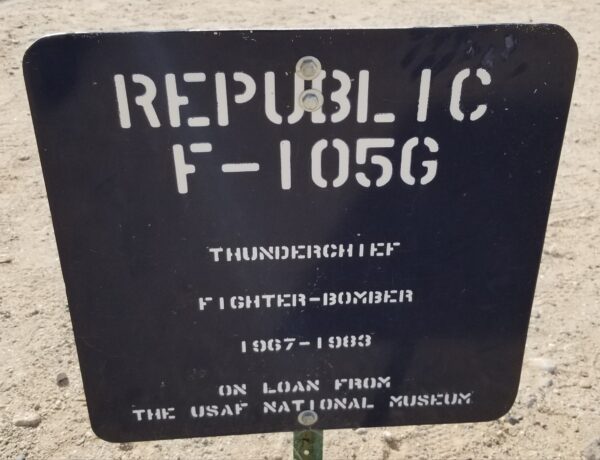 REPUBLIC
F-105G
THUNDERCHIEF
FIGHTER-BOMBER
1967-1983
ON LOAN FROM
THE USAF NATIONAL MUSEUM